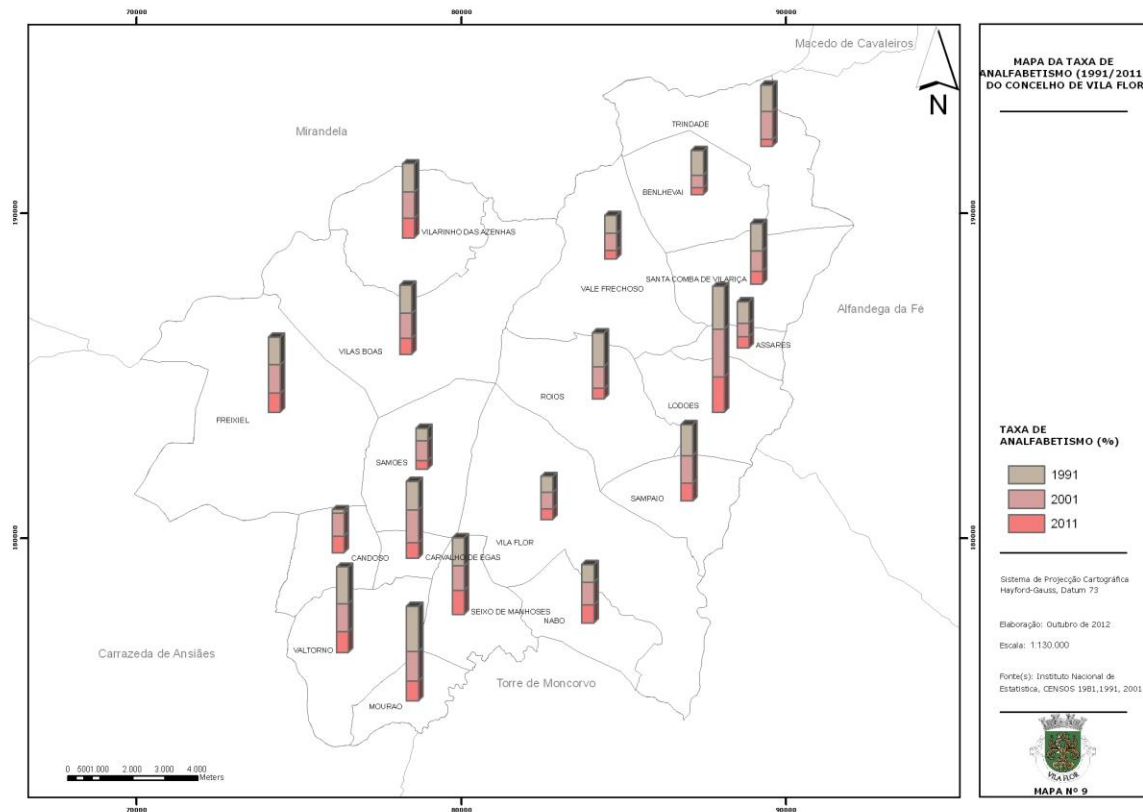 70000
80000
90000
Macedo de Cavaleiros
N
TRINDADE
Mirandela
BENLHEVAI
190000
190000
VILARINHO DAS AZENHAS
SANTA COMBA DE VILARIÇA
VALE FRECHOSO
Alfandega da Fé
VILAS BOAS
ASSARES
ROIOS
LODOES
FREIXIEL
SAMOES
SAMPAIO
180000
180000
VILA FLOR
CANDOSO
CARVALHO DE EGAS
SEIXO DE MANHOSES
NABO
VALTORNO
Carrazeda de Ansiães
Torre de Moncorvo
MOURAO
0 5001.000 2.000 3.000 4.000
Meters
70000
80000
90000
MAPA DA TAXA DE
ANALFABETISMO (1991/2011
DO CONCELHO DE VILA FLOR
TAXA DE
ANALFABETISMO (%)
1991
2001
2011
Sistema de Projecção Cartográfica
Hayford-Gauss, Datum 73
Elaboração: Outubro de 2012
Escala: 1:130.000
Fonte(s): Instituto Nacional de
Estatística, CENSOS 1981,1991, 2001
VILA FLOR
MAPA Nº 9